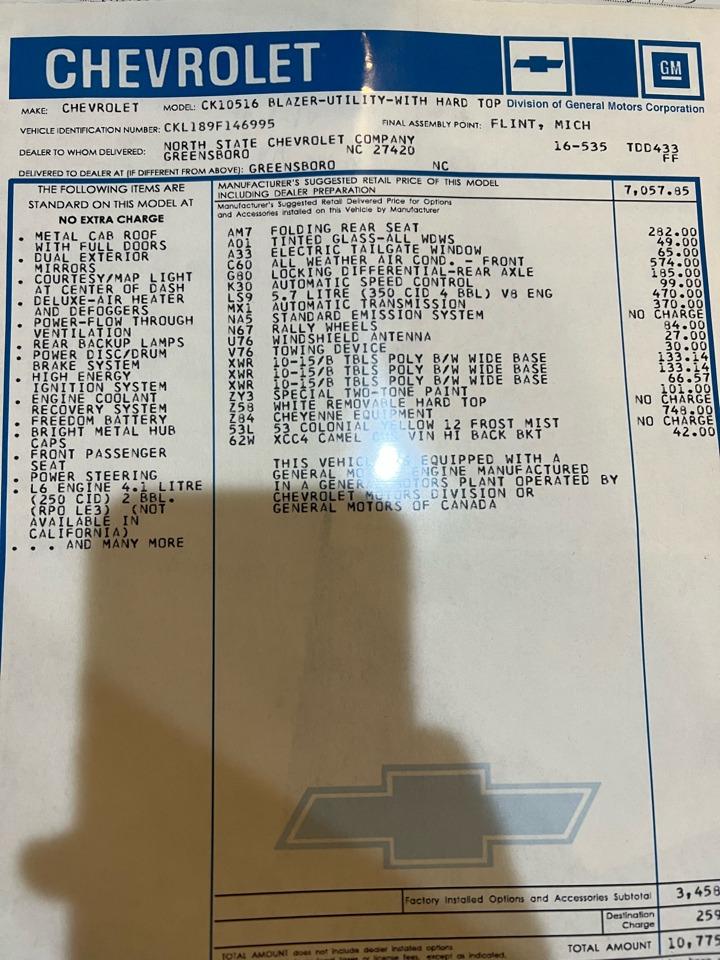 CHEVROLET
GM
MAKE: CHEVROLET MODEL: CK10516 BLAZER-UTILITY-WITH HARD TOP Division of General Motors Corporation
VEHICLE IDENTIFICATION NUMBER: CKL189F146995 FINAL ASSEMBLY POINT: FLINT, MICH
DEALER TO WHOM DELIVERED: NORTH STATE CHEVROLET COMPANY 16-535 TDD433
GREENSBORO NC 27420 FF
DELIVERED TO DEALER AT (IF DIFFERENT FROM ABOVE): GREENSBORO NC
THE FOLLOWING ITEMS ARE
STANDARD ON THIS MODEL AT
NO EXTRA CHARGE
• METAL CAB ROOF
WITH FULL DOORS
• DUAL EXTERIOR
MIRRORS
• COURTESY/MAP LIGHT
AT CENTER OF DASH
• DELUXE-AIR HEATER
AND DEFOGGERS
• POWER-FLOW THROUGH
VENTILATION
• REAR BACKUP LAMPS
• POWER DISC/DRUM
BRAKE SYSTEM
• HIGH ENERGY
IGNITION SYSTEM
• ENGINE COOLANT
RECOVERY SYSTEM
• FREEDOM BATTERY
• BRIGHT METAL HUB
CAPS
• FRONT PASSENGER
SEAT
• POWER STEERING
• L6 ENGINE 4.1 LITRE
(250 CID) 2 BBL.
(RPO LE3) (NOT
AVAILABLE IN
CALIFORNIA)
. . . AND MANY MORE
MANUFACTURER'S SUGGESTED RETAIL PRICE OF THIS MODEL
INCLUDING DEALER PREPARATION 7,057.85
Manufacturer's Suggested Retail Delivered Price for Options
and Accessories Installed on this Vehicle by Manufacturer
AM7 FOLDING REAR SEAT 282.00
A01 TINTED GLASS-ALL WDWS 49.00
A33 ELECTRIC TAILGATE WINDOW 65.00
C60 ALL WEATHER AIR COND. - FRONT 574.00
G80 LOCKING DIFFERENTIAL-REAR AXLE 185.00
K30 AUTOMATIC SPEED CONTROL 99.00
LS9 5.7 LITRE (350 CID 4 BBL) V8 ENG 470.00
MX1 AUTOMATIC TRANSMISSION 370.00
NA5 STANDARD EMISSION SYSTEM NO CHARGE
N67 RALLY WHEELS 84.00
U76 WINDSHIELD ANTENNA 27.00
V76 TOWING DEVICE 30.00
XWR 10-15/B TBLS POLY B/W WIDE BASE 133.14
XWR 10-15/B TBLS POLY B/W WIDE BASE 133.14
XWR 10-15/B TBLS POLY B/W WIDE BASE 66.57
ZY3 SPECIAL TWO-TONE PAINT 101.00
Z58 WHITE REMOVABLE HARD TOP NO CHARGE
Z84 CHEYENNE EQUIPMENT 748.00
53L 53 COLONIAL YELLOW 12 FROST MIST NO CHARGE
62W XCC4 CAMEL VIN HI BACK BKT 42.00
THIS VEHICLE EQUIPPED WITH A
GENERAL MOTORS ENGINE MANUFACTURED
IN A GENERAL MOTORS PLANT OPERATED BY
CHEVROLET MOTORS DIVISION OR
GENERAL MOTORS OF CANADA
Factory Installed Options and Accessories Subtotal 3,458
Destination
Charge 259
TOTAL AMOUNT does not include dealer installed options
TOTAL AMOUNT 10,775
or license fees, except as indicated.